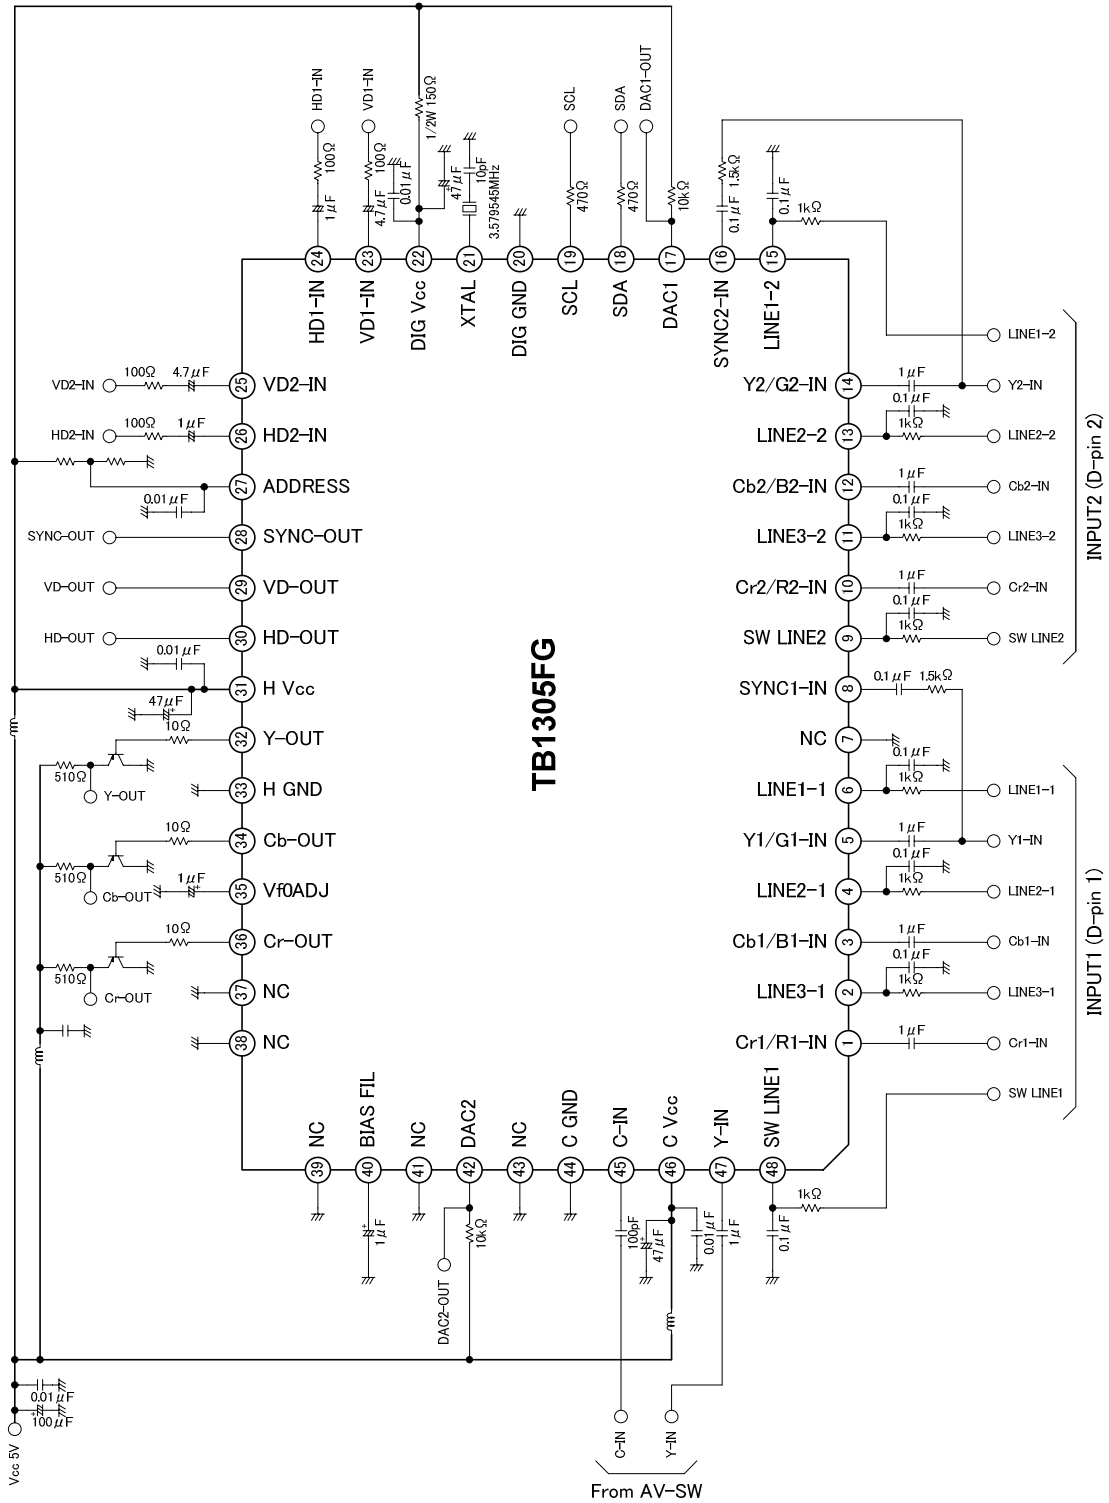 HD1-IN
VD1-IN
SCL
SDA
DAC1-OUT
100Ω
100Ω
1/2W 150Ω
0.01μF
47μF
10pF
3.579545MHz
470Ω
470Ω
10kΩ
1.5kΩ
0.1μF
0.1μF
1kΩ
1μF
4.7μF
24
23
22
21
20
19
18
17
16
15
HD1-IN
VD1-IN
DIG Vcc
XTAL
DIG GND
SCL
SDA
DAC1
SYNC2-IN
LINE1-2
VD2-IN
100Ω
4.7μF
25
VD2-IN
HD2-IN
100Ω
1μF
26
HD2-IN
27
ADDRESS
0.01μF
SYNC-OUT
28
SYNC-OUT
VD-OUT
29
VD-OUT
HD-OUT
30
HD-OUT
0.01μF
31
H Vcc
47μF
10Ω
32
Y-OUT
510Ω
Y-OUT
33
H GND
10Ω
34
Cb-OUT
510Ω
Cb-OUT
1μF
35
Vf0ADJ
10Ω
36
Cr-OUT
510Ω
Cr-OUT
37
NC
38
NC
TB1305FG
LINE1-2
Y2/G2-IN
14
1μF
Y2-IN
0.1μF
LINE2-2
13
1kΩ
LINE2-2
Cb2/B2-IN
12
1μF
Cb2-IN
0.1μF
LINE3-2
11
1kΩ
LINE3-2
Cr2/R2-IN
10
1μF
Cr2-IN
0.1μF
SW LINE2
9
1kΩ
SW LINE2
INPUT2 (D-pin 2)
SYNC1-IN
8
0.1μF
1.5kΩ
NC
7
0.1μF
LINE1-1
6
1kΩ
LINE1-1
Y1/G1-IN
5
1μF
Y1-IN
0.1μF
LINE2-1
4
1kΩ
LINE2-1
Cb1/B1-IN
3
1μF
Cb1-IN
0.1μF
LINE3-1
2
1kΩ
LINE3-1
Cr1/R1-IN
1
1μF
Cr1-IN
SW LINE1
INPUT1 (D-pin 1)
NC
BIAS FIL
NC
DAC2
NC
C GND
C-IN
C Vcc
Y-IN
SW LINE1
39
40
41
42
43
44
45
46
47
48
1μF
10kΩ
DAC2-OUT
100pF
47μF
0.01μF
1μF
0.1μF
1kΩ
0.01μF
100μF
Vcc 5V
C-IN
Y-IN
From AV-SW